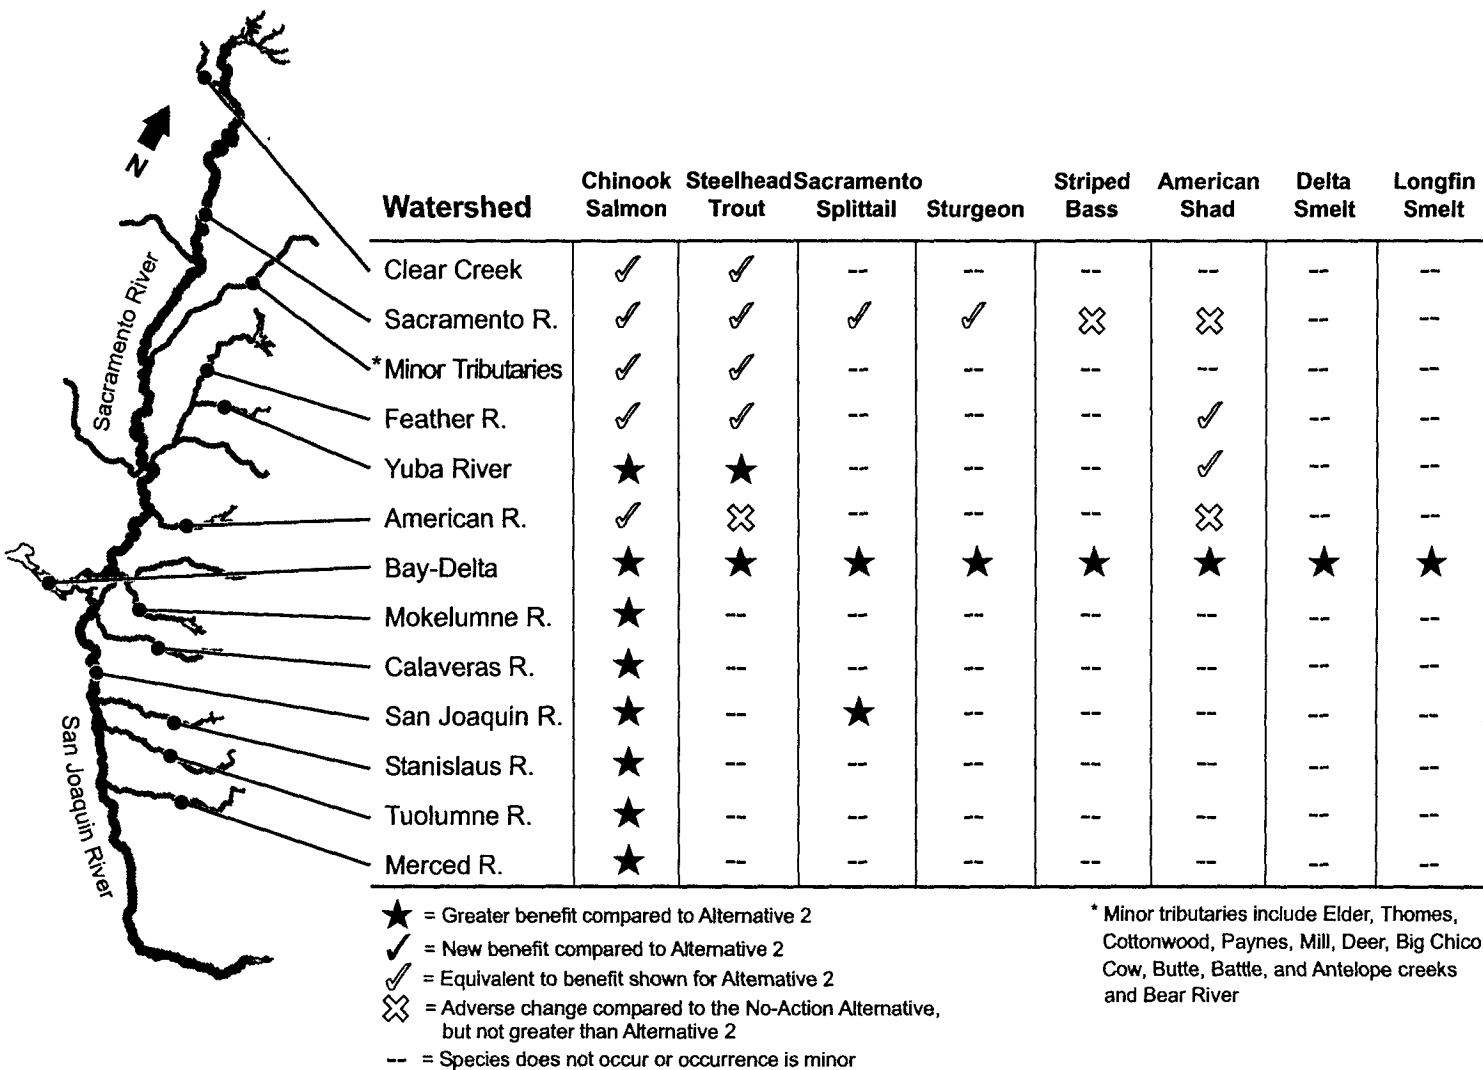 N
Sacramento River
San Joaquin River
Watershed
Chinook Salmon
Steelhead Trout
Sacramento Splittail
Sturgeon
Striped Bass
American Shad
Delta Smelt
Longfin Smelt
Clear Creek -- -- -- -- -- --
Sacramento R. -- --
*Minor Tributaries -- -- -- -- -- --
Feather R. -- -- -- -- --
Yuba River -- -- -- -- --
American R. -- -- -- -- --
Bay-Delta
Mokelumne R. -- -- -- -- -- -- --
Calaveras R. -- -- -- -- -- -- --
San Joaquin R. -- -- -- -- -- --
Stanislaus R. -- -- -- -- -- -- --
Tuolumne R. -- -- -- -- -- -- --
Merced R. -- -- -- -- -- -- --
= Greater benefit compared to Alternative 2
= New benefit compared to Alternative 2
= Equivalent to benefit shown for Alternative 2
= Adverse change compared to the No-Action Alternative,
but not greater than Alternative 2
-- = Species does not occur or occurrence is minor
* Minor tributaries include Elder, Thomes,
Cottonwood, Paynes, Mill, Deer, Big Chico
Cow, Butte, Battle, and Antelope creeks
and Bear River